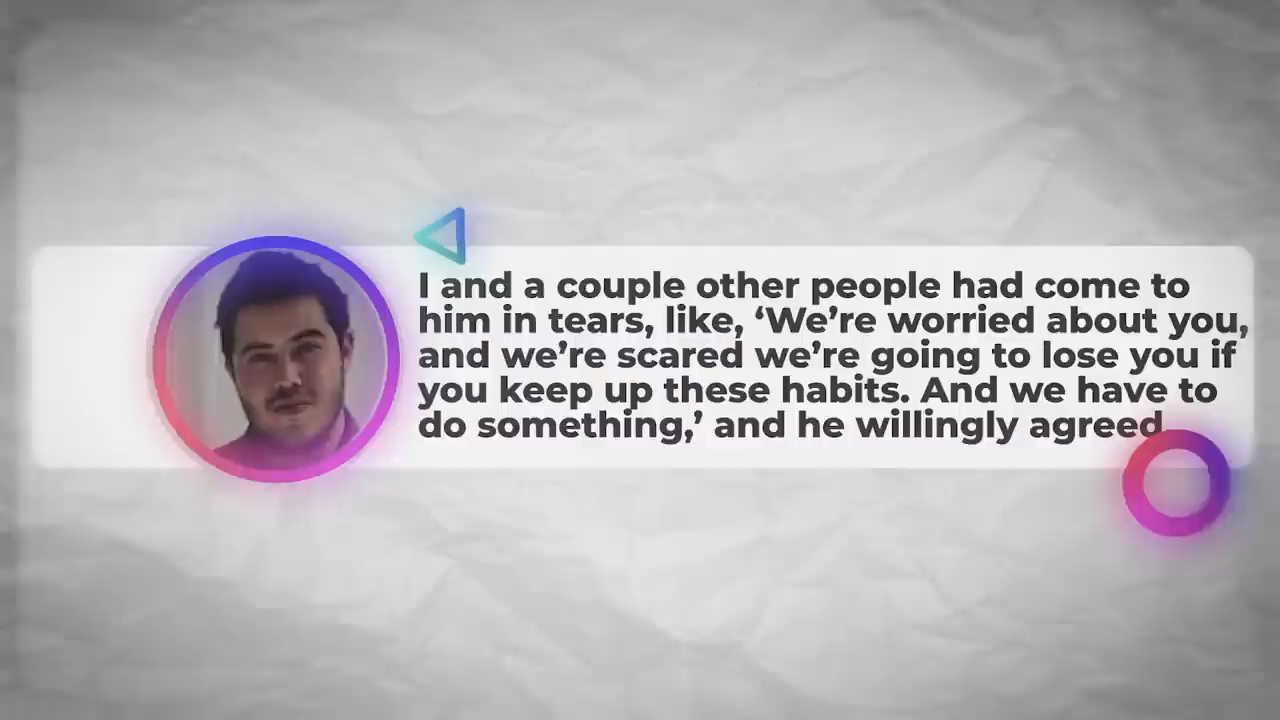 I and a couple other people had come to
him in tears, like, ‘We’re worried about you,
and we’re scared we’re going to lose you if
you keep up these habits. And we have to
do something,’ and he willingly agreed